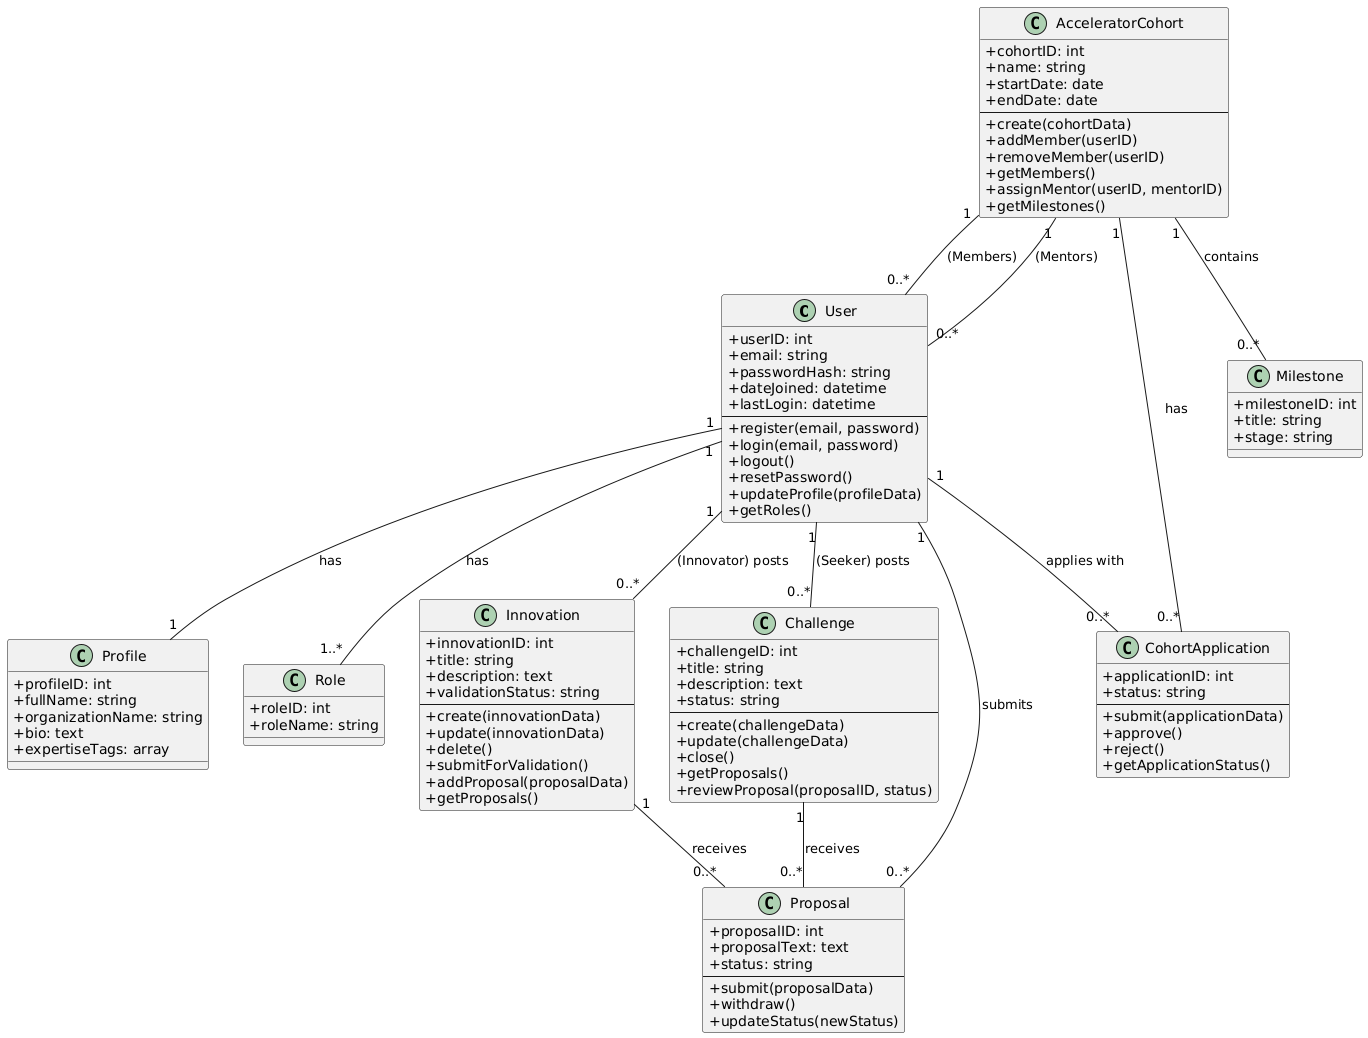 C AcceleratorCohort
+cohortID: int
+name: string
+startDate: date
+endDate: date
+create(cohortData)
+addMember(userID)
+removeMember(userID)
+getMembers()
+assignMentor(userID, mentorID)
+getMilestones()
1
1
1
1
(Members)
(Mentors)
contains
0..*
0..*
0..*
C User
+userID: int
+email: string
+passwordHash: string
+dateJoined: datetime
+lastLogin: datetime
+register(email, password)
+login(email, password)
+logout()
+resetPassword()
+updateProfile(profileData)
+getRoles()
C Milestone
+milestoneID: int
+title: string
+stage: string
has
1
1
1
1
1
1
has
has
(Innovator) posts
(Seeker) posts
applies with
1
1..*
0..*
0..*
0..*
0..*
C Profile
+profileID: int
+fullName: string
+organizationName: string
+bio: text
+expertiseTags: array
C Role
+roleID: int
+roleName: string
C Innovation
+innovationID: int
+title: string
+description: text
+validationStatus: string
+create(innovationData)
+update(innovationData)
+delete()
+submitForValidation()
+addProposal(proposalData)
+getProposals()
C Challenge
+challengeID: int
+title: string
+description: text
+status: string
+create(challengeData)
+update(challengeData)
+close()
+getProposals()
+reviewProposal(proposalID, status)
submits
C CohortApplication
+applicationID: int
+status: string
+submit(applicationData)
+approve()
+reject()
+getApplicationStatus()
1
1
receives
receives
0..*
0..*
0..*
C Proposal
+proposalID: int
+proposalText: text
+status: string
+submit(proposalData)
+withdraw()
+updateStatus(newStatus)